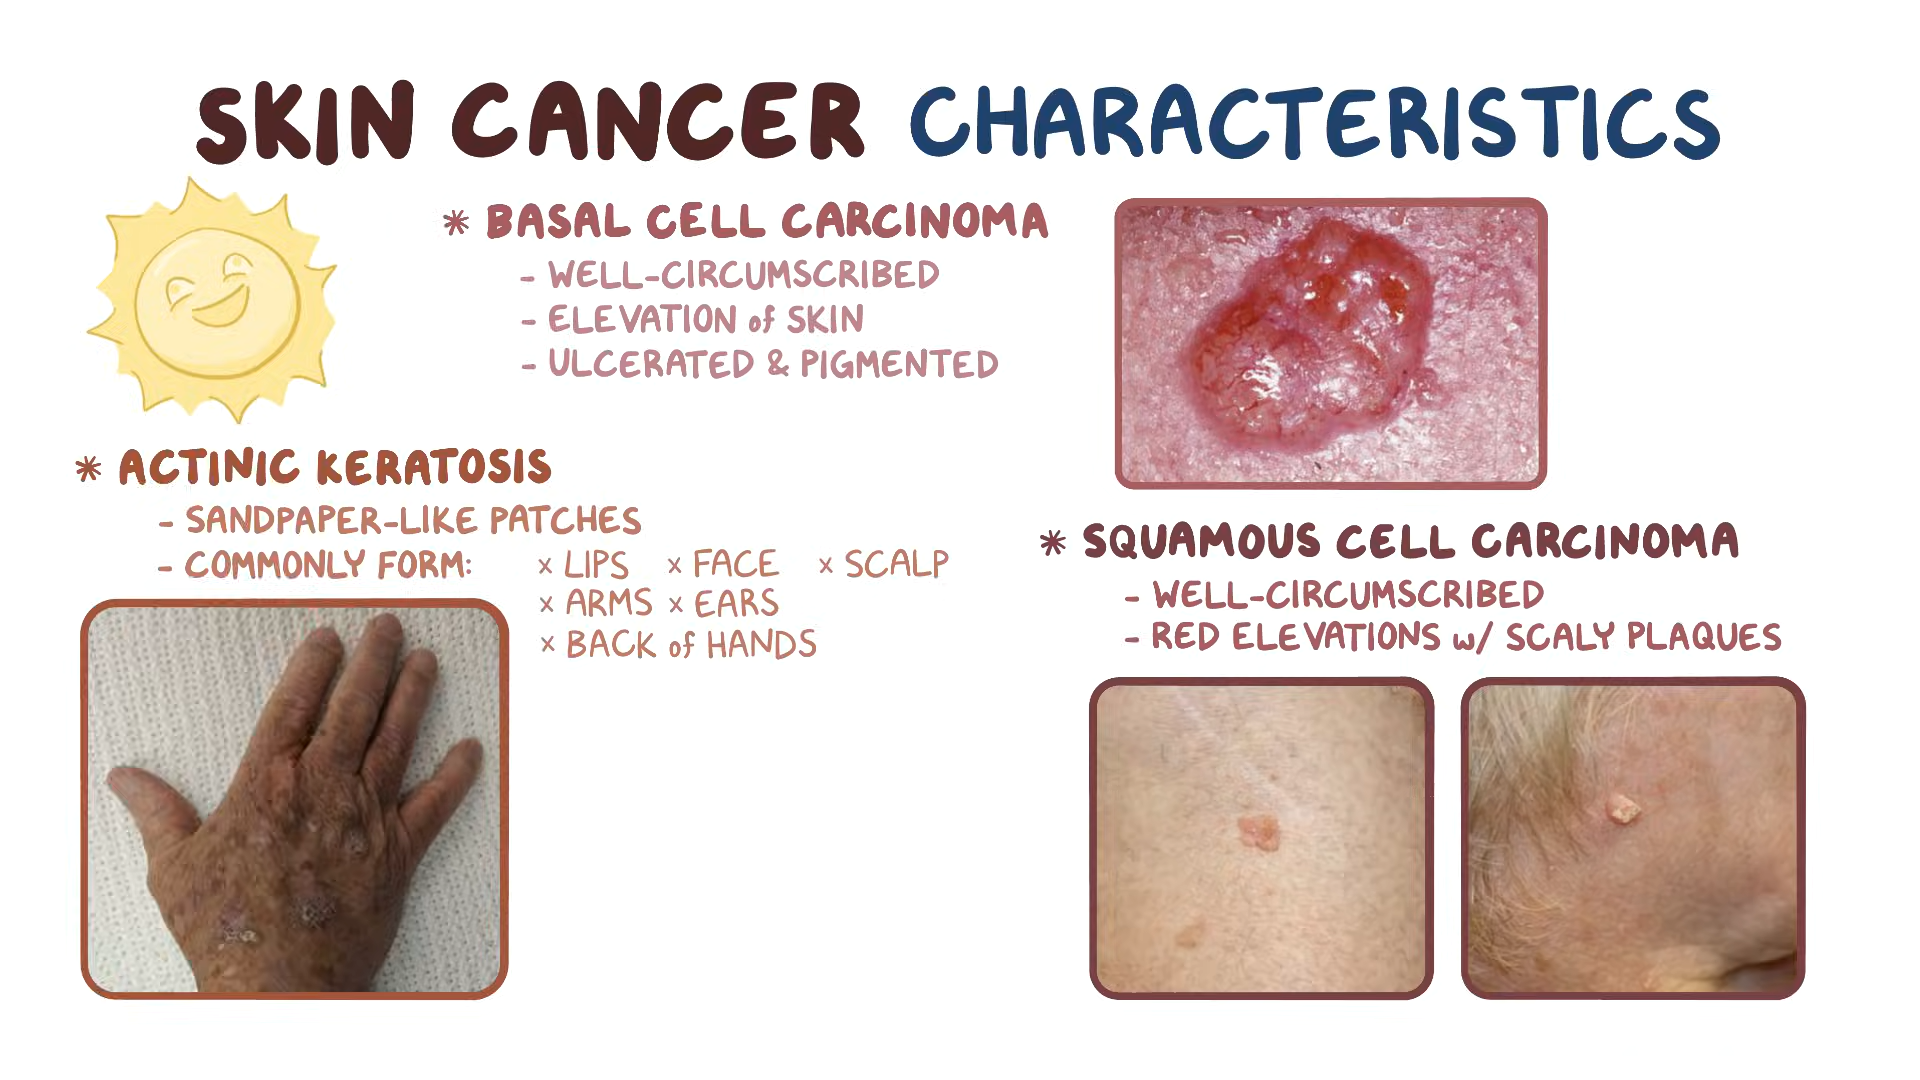 SKIN CANCER CHARACTERISTICS
* BASAL CELL CARCINOMA
- WELL-CIRCUMSCRIBED
- ELEVATION of SKIN
- ULCERATED & PIGMENTED
* ACTINIC KERATOSIS
- SANDPAPER-LIKE PATCHES
- COMMONLY FORM: x LIPS x FACE x SCALP
x ARMS x EARS
x BACK of HANDS
* SQUAMOUS CELL CARCINOMA
- WELL-CIRCUMSCRIBED
- RED ELEVATIONS w/ SCALY PLAQUES